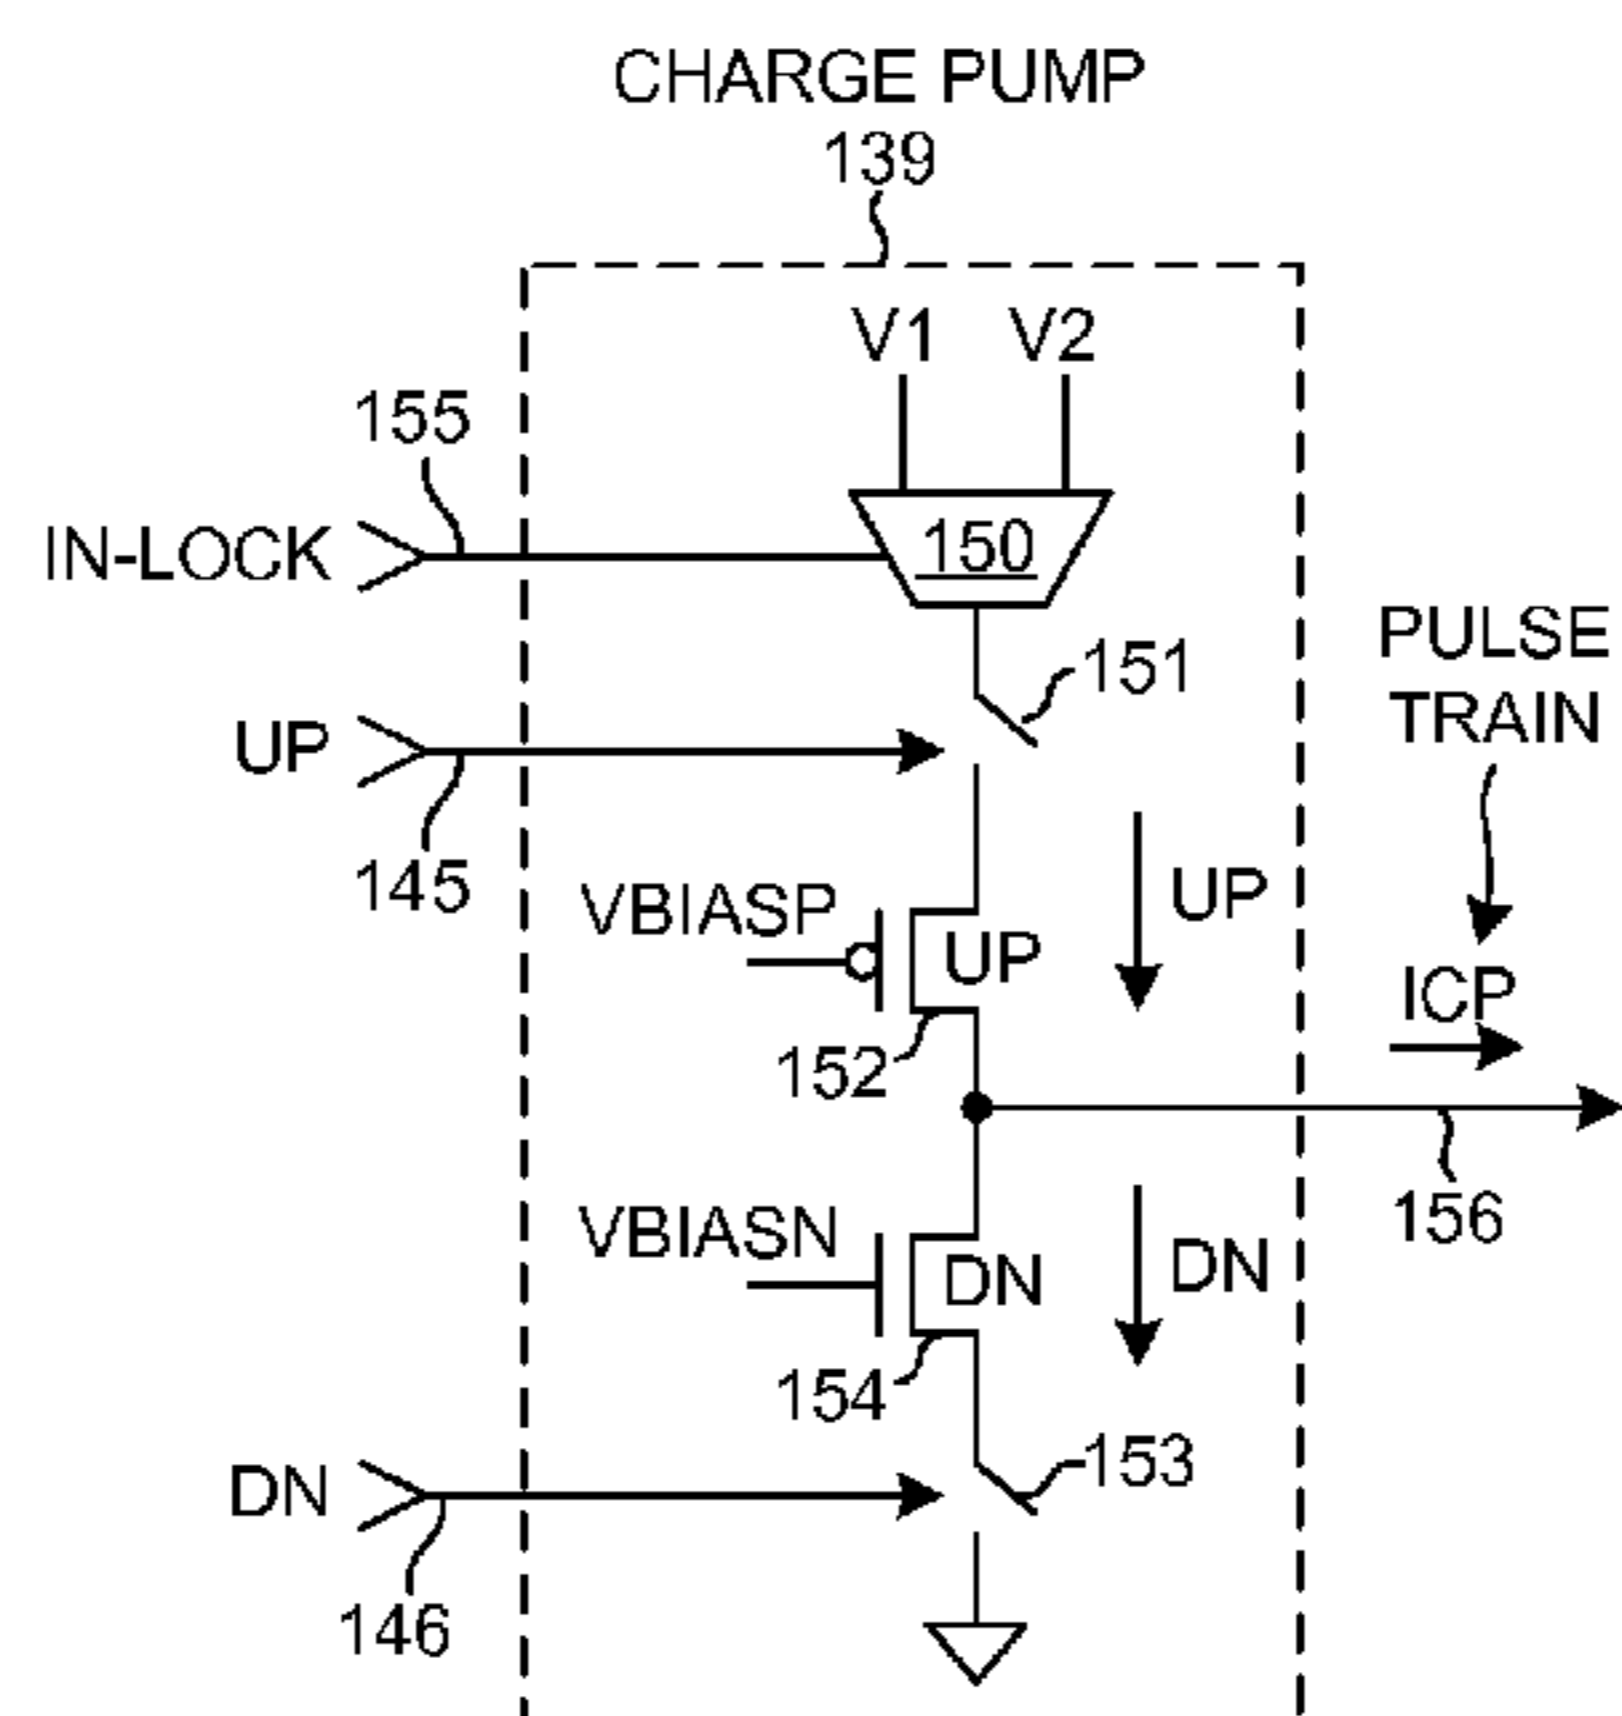 CHARGE PUMP
139
V1 V2
155
IN-LOCK
150
151
PULSE
TRAIN
UP
145
VBIASP
UP
UP
ICP
152
156
VBIASN
DN
DN
154
153
DN
146